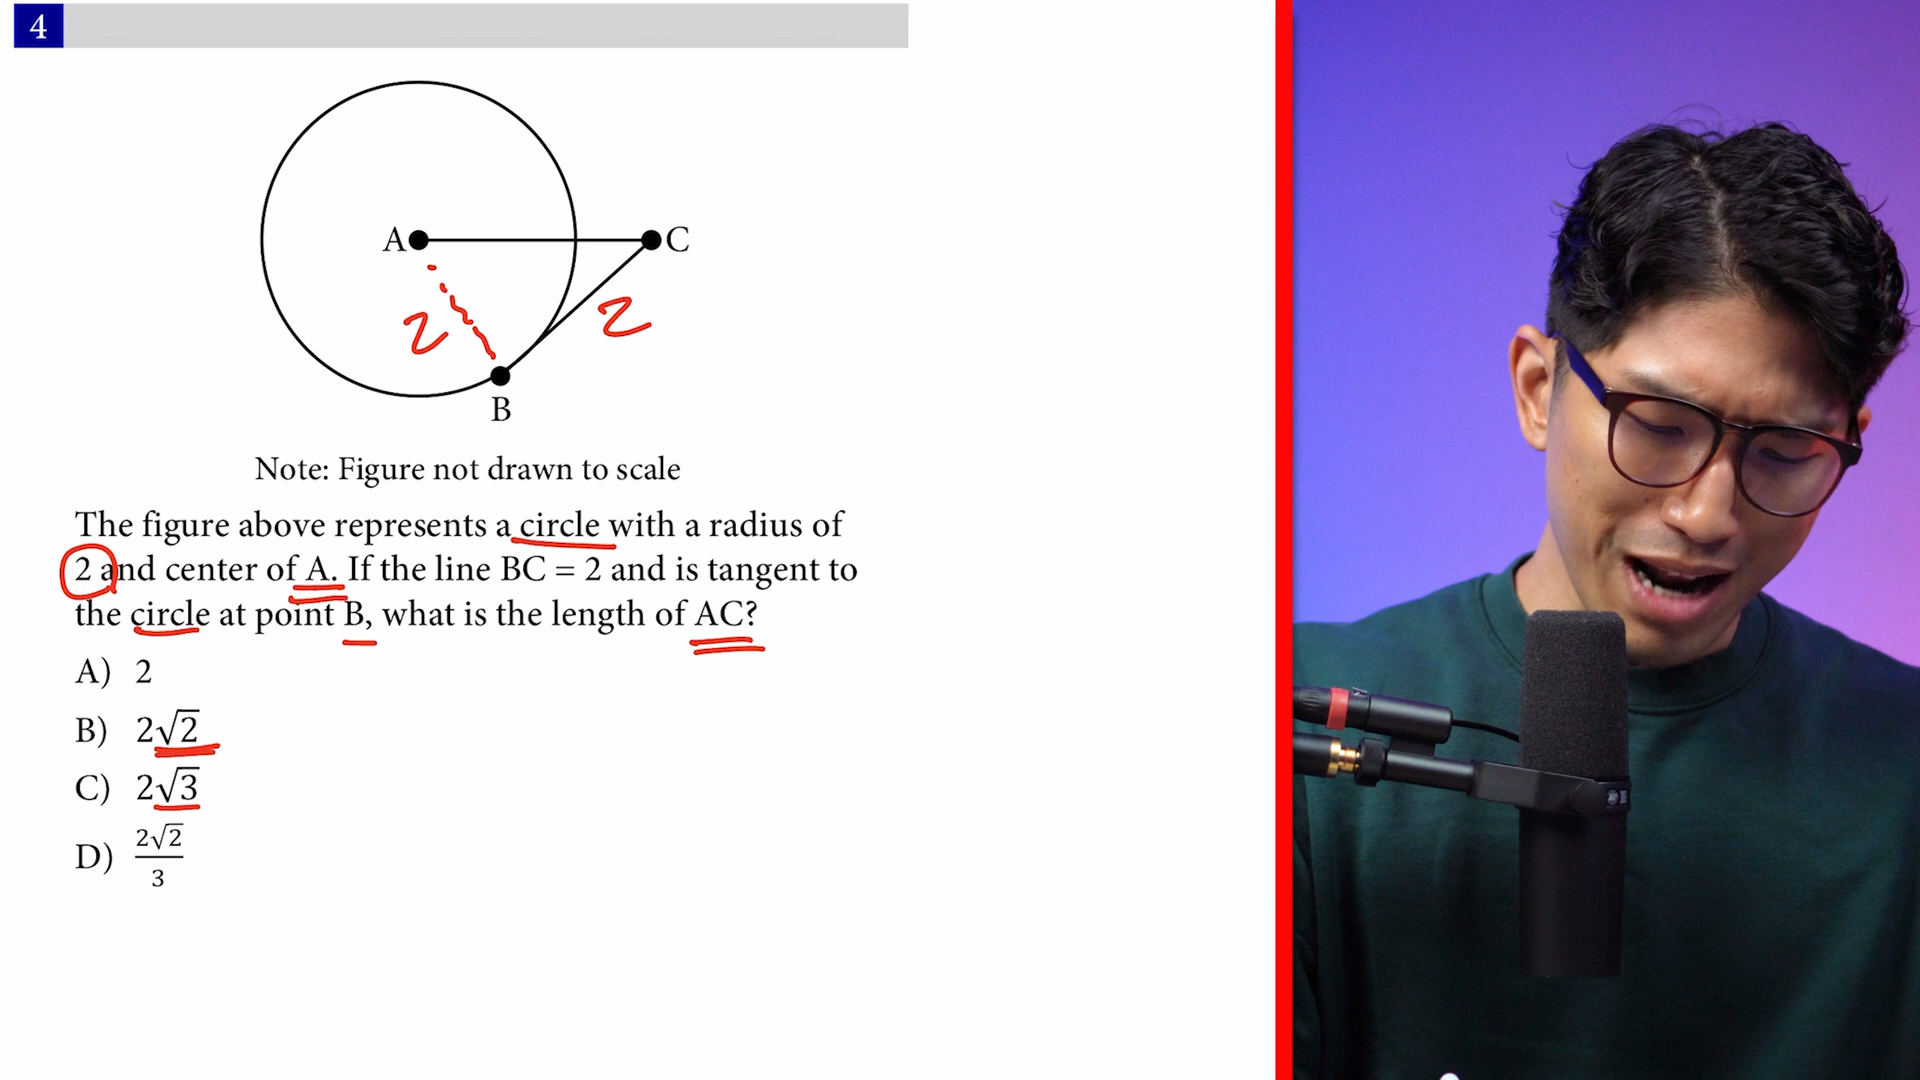 4
A
C
2
2
B
Note: Figure not drawn to scale
The figure above represents a circle with a radius of
2 and center of A. If the line BC = 2 and is tangent to
the circle at point B, what is the length of AC?
A) 2
B) 2√2
C) 2√3
D) 2√2/3